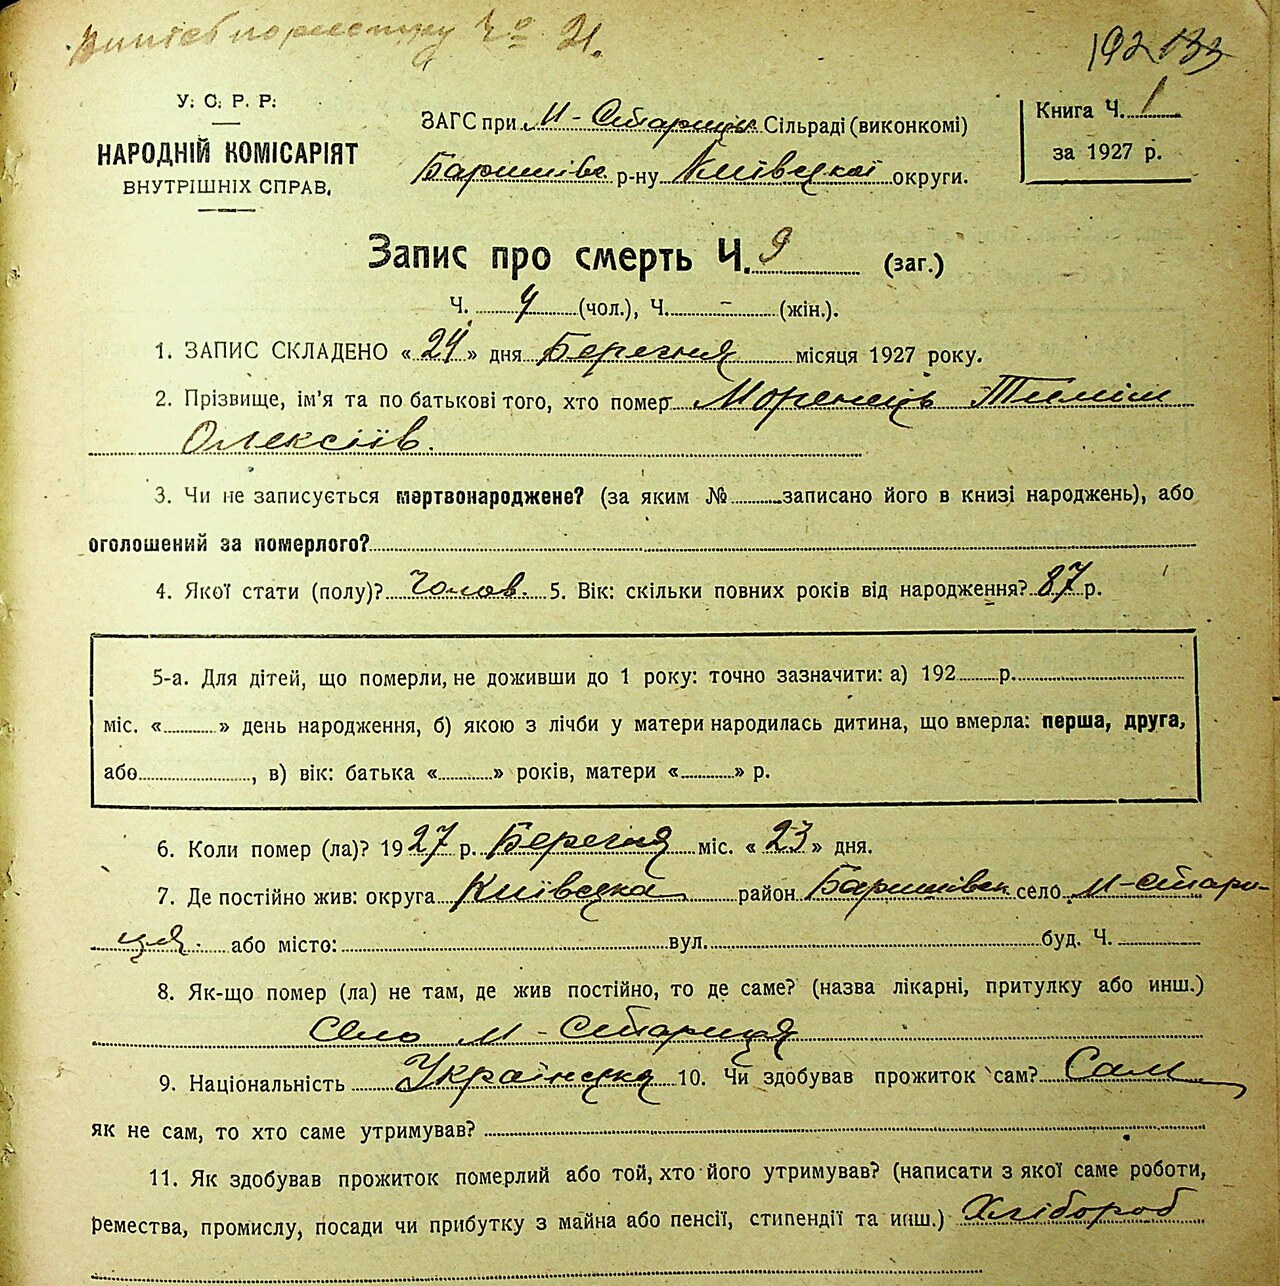 по реєстру № 21.
192 133
У. С. Р. Р.
НАРОДНІЙ КОМІСАРІЯТ
ВНУТРІШНІХ СПРАВ.
ЗАГС при М-Стариць. Сільраді (виконкомі)
Баришівс. р-ну Київської округи.
Книга Ч. 1
за 1927 р.
Запис про смерть Ч. 9 (заг.)
Ч. 4 (чол.), Ч. - (жін.).
1. ЗАПИС СКЛАДЕНО « 24 » дня Березня місяця 1927 року.
2. Прізвище, ім'я та по батькові того, хто помер Моренець Тиміш
Олексіїв.
3. Чи не записується мертвонароджене? (за яким № записано його в книзі народжень), або
оголошений за померлого?
4. Якої стати (полу)? Чолов. 5. Вік: скільки повних років від народження? 87 р.
5-а. Для дітей, що померли, не доживши до 1 року: точно зазначити: а) 192 р.
міс. « » день народження, б) якою з лічби у матери народилась дитина, що вмерла: перша, друга,
або , в) вік: батька « » років, матери « » р.
6. Коли помер (ла)? 1927 р. Березня міс. « 23 » дня.
7. Де постійно жив: округа Київська район Баришівськ село М-Стари-
ця. або місто: вул. буд. Ч.
8. Як-що помер (ла) не там, де жив постійно, то де саме? (назва лікарні, притулку або инш.)
Село М-Стариця
9. Національність Українець 10. Чи здобував прожиток сам? Сам
як не сам, то хто саме утримував?
11. Як здобував прожиток померлий або той, хто його утримував? (написати з якої саме роботи,
ремества, промислу, посади чи прибутку з майна або пенсії, стипендії та инш.) Хлібороб